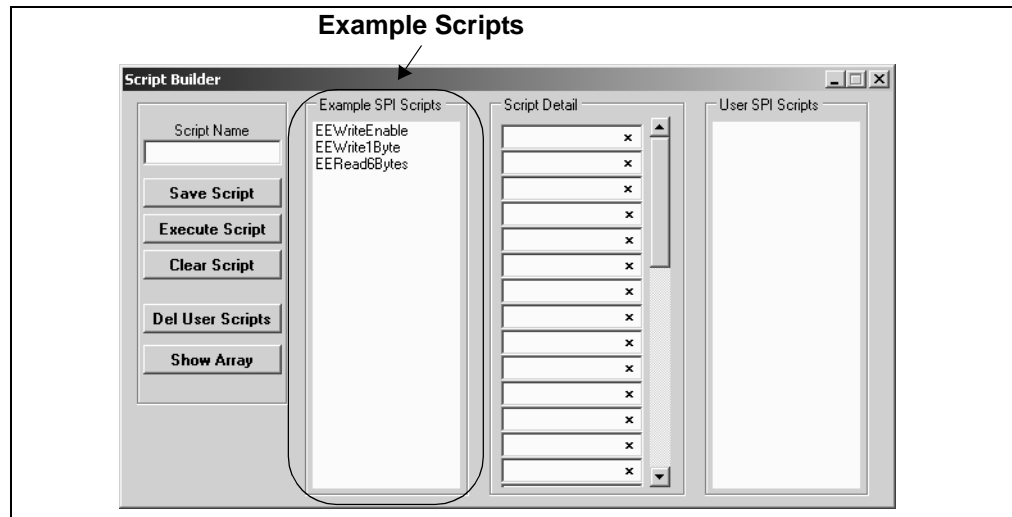 Example Scripts
Script Builder
Script Name
Save Script
Execute Script
Clear Script
Del User Scripts
Show Array
Example SPI Scripts
EEWriteEnable
EEWrite1Byte
EERead6Bytes
Script Detail
x
x
x
x
x
x
x
x
x
x
x
x
x
x
User SPI Scripts